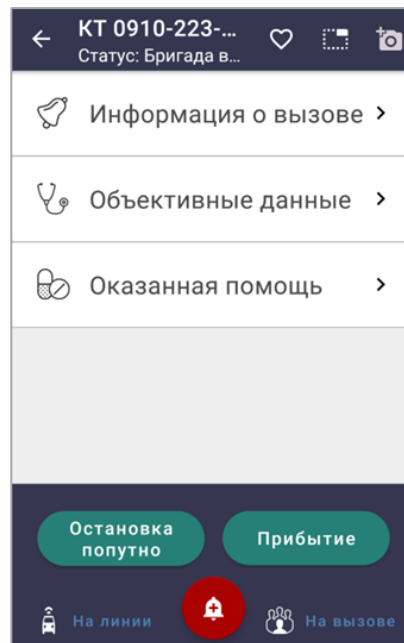 КТ 0910-223-...
Статус: Бригада в...
Информация о вызове
Объективные данные
Оказанная помощь
Остановка
попутно
Прибытие
На линии
На вызове